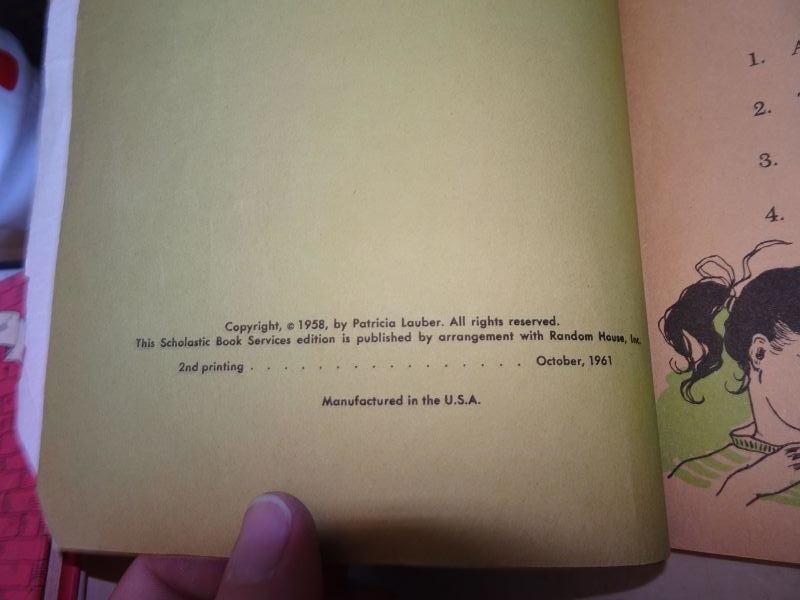 Copyright, © 1958, by Patricia Lauber. All rights reserved.
This Scholastic Book Services edition is published by arrangement with Random House, Inc.
2nd printing . . . . . . . . . . . . . . . . October, 1961
Manufactured in the U.S.A.
1.
2.
3.
4.